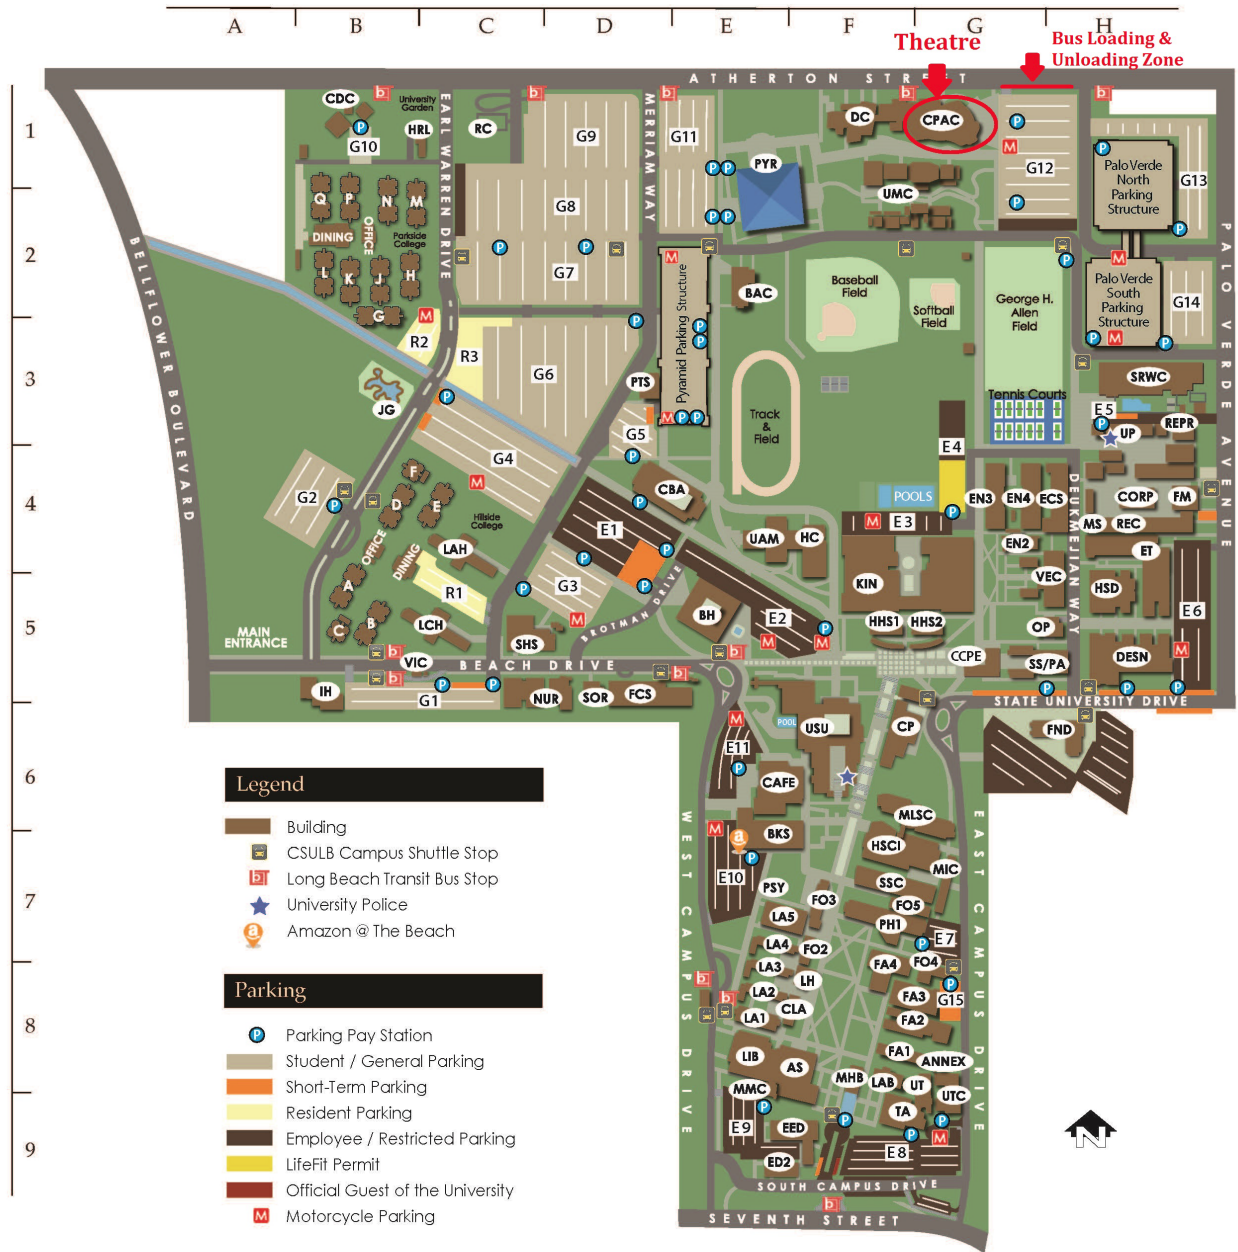 A B C D E F G H
Theatre
Bus Loading &
Unloading Zone
ATHERTON STREET
1
CDC
University
Garden
HRL
G10
RC
G9
G11
PYR
DC
CPAC
UMC
G12
Palo Verde
North
Parking
Structure
G13
EARL WARREN DRIVE
MERRIAM WAY
Q P N M
OFFICE
DINING
Parkside
College
L K J H
G
G8
2
G7
BAC
Baseball
Field
Softball
Field
George H.
Allen
Field
Palo Verde
South
Parking
Structure
G14
PALO VERDE AVENUE
BELLFLOWER BOULEVARD
Pyramid Parking Structure
R2
R3
3
G6
PTS
JG
Track
&
Field
Tennis Courts
SRWC
E5
UP
REPR
G5
E4
G4
4
G2
F
D
E
Hillside
College
OFFICE
DINING
CBA
E1
POOLS
E3
EN3
EN4
ECS
DEUKMEJIAN WAY
CORP
FM
MS
REC
UAM
HC
EN2
ET
LAH
A
R1
G3
KIN
VEC
HSD
E6
5
C
B
LCH
BROTMAN DRIVE
BH
E2
HHS1
HHS2
OP
MAIN
ENTRANCE
SHS
VIC
BEACH DRIVE
CCPE
SS/PA
DESN
IH
G1
NUR
SOR
FCS
STATE UNIVERSITY DRIVE
POOL
USU
CP
FND
6
E11
CAFE
Legend
Building
CSULB Campus Shuttle Stop
Long Beach Transit Bus Stop
University Police
a
Amazon @ The Beach
WEST CAMPUS DRIVE
EAST CAMPUS DRIVE
MLSC
BKS
HSCI
MIC
7
E10
PSY
SSC
FO3
FO5
LA5
PH1
E7
LA4
FO2
FA4
FO4
LA3
LH
8
LA2
CLA
FA3
G15
LA1
FA2
Parking
P
Parking Pay Station
Student / General Parking
Short-Term Parking
Resident Parking
Employee / Restricted Parking
LifeFit Permit
Official Guest of the University
M
Motorcycle Parking
LIB
AS
FA1
ANNEX
MMC
MHB
LAB
UT
UTC
TA
9
E9
EED
E8
ED2
SOUTH CAMPUS DRIVE
SEVENTH STREET
N